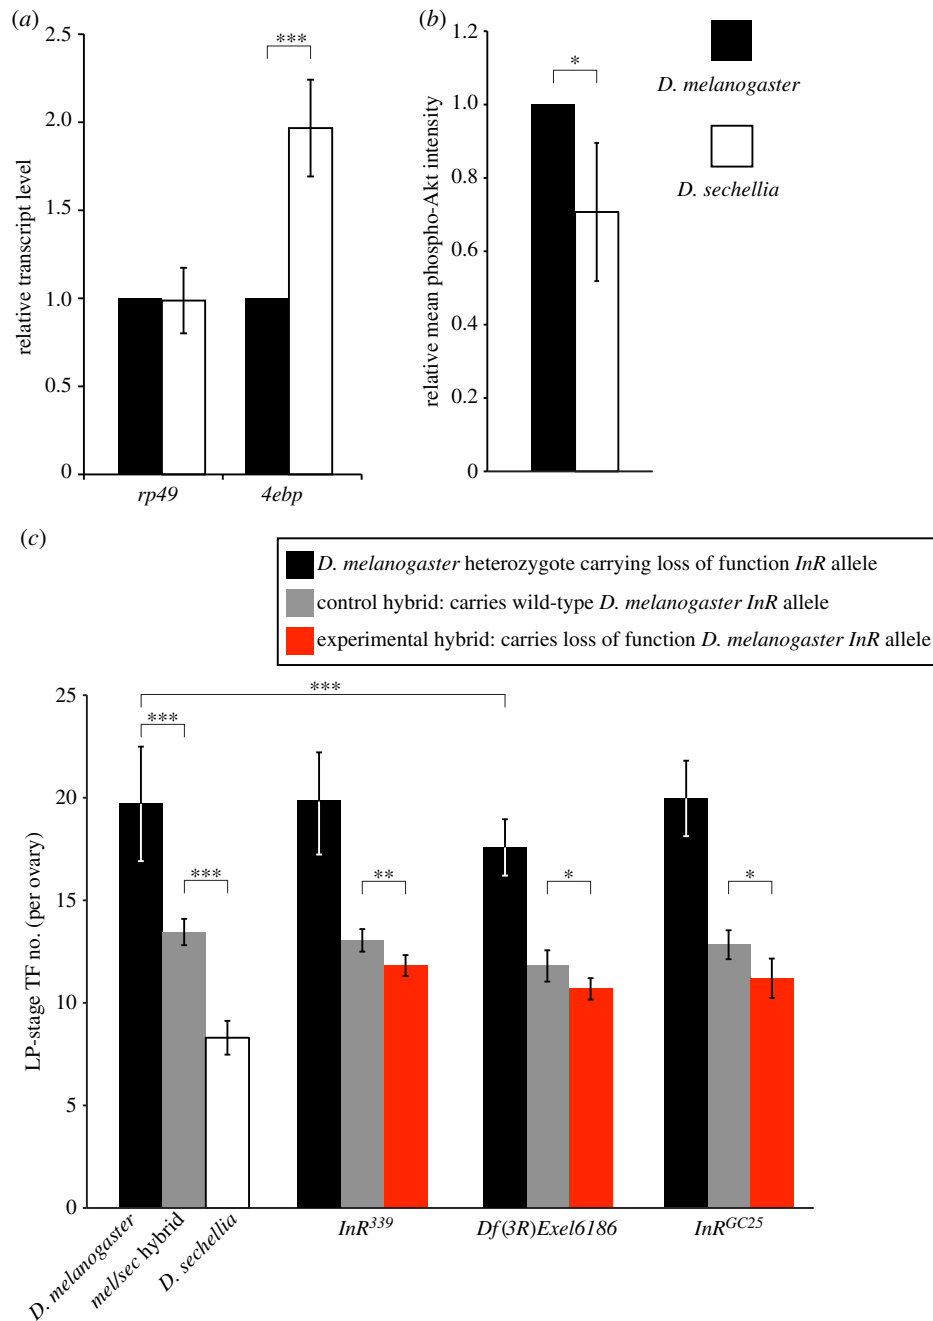 (a)
2.5
2.0
1.5
1.0
0.5
0
relative transcript level
***
rp49
4ebp
(b)
1.2
1.0
0.8
0.6
0.4
0.2
0
relative mean phospho-Akt intensity
*
D. melanogaster
D. sechellia
(c)
D. melanogaster heterozygote carrying loss of function InR allele
control hybrid: carries wild-type D. melanogaster InR allele
experimental hybrid: carries loss of function D. melanogaster InR allele
25
20
15
10
5
0
LP-stage TF no. (per ovary)
***
***
***
**
*
*
D. melanogaster
mel/sec hybrid
D. sechellia
InR339
Df(3R)Exel6186
InRGC25